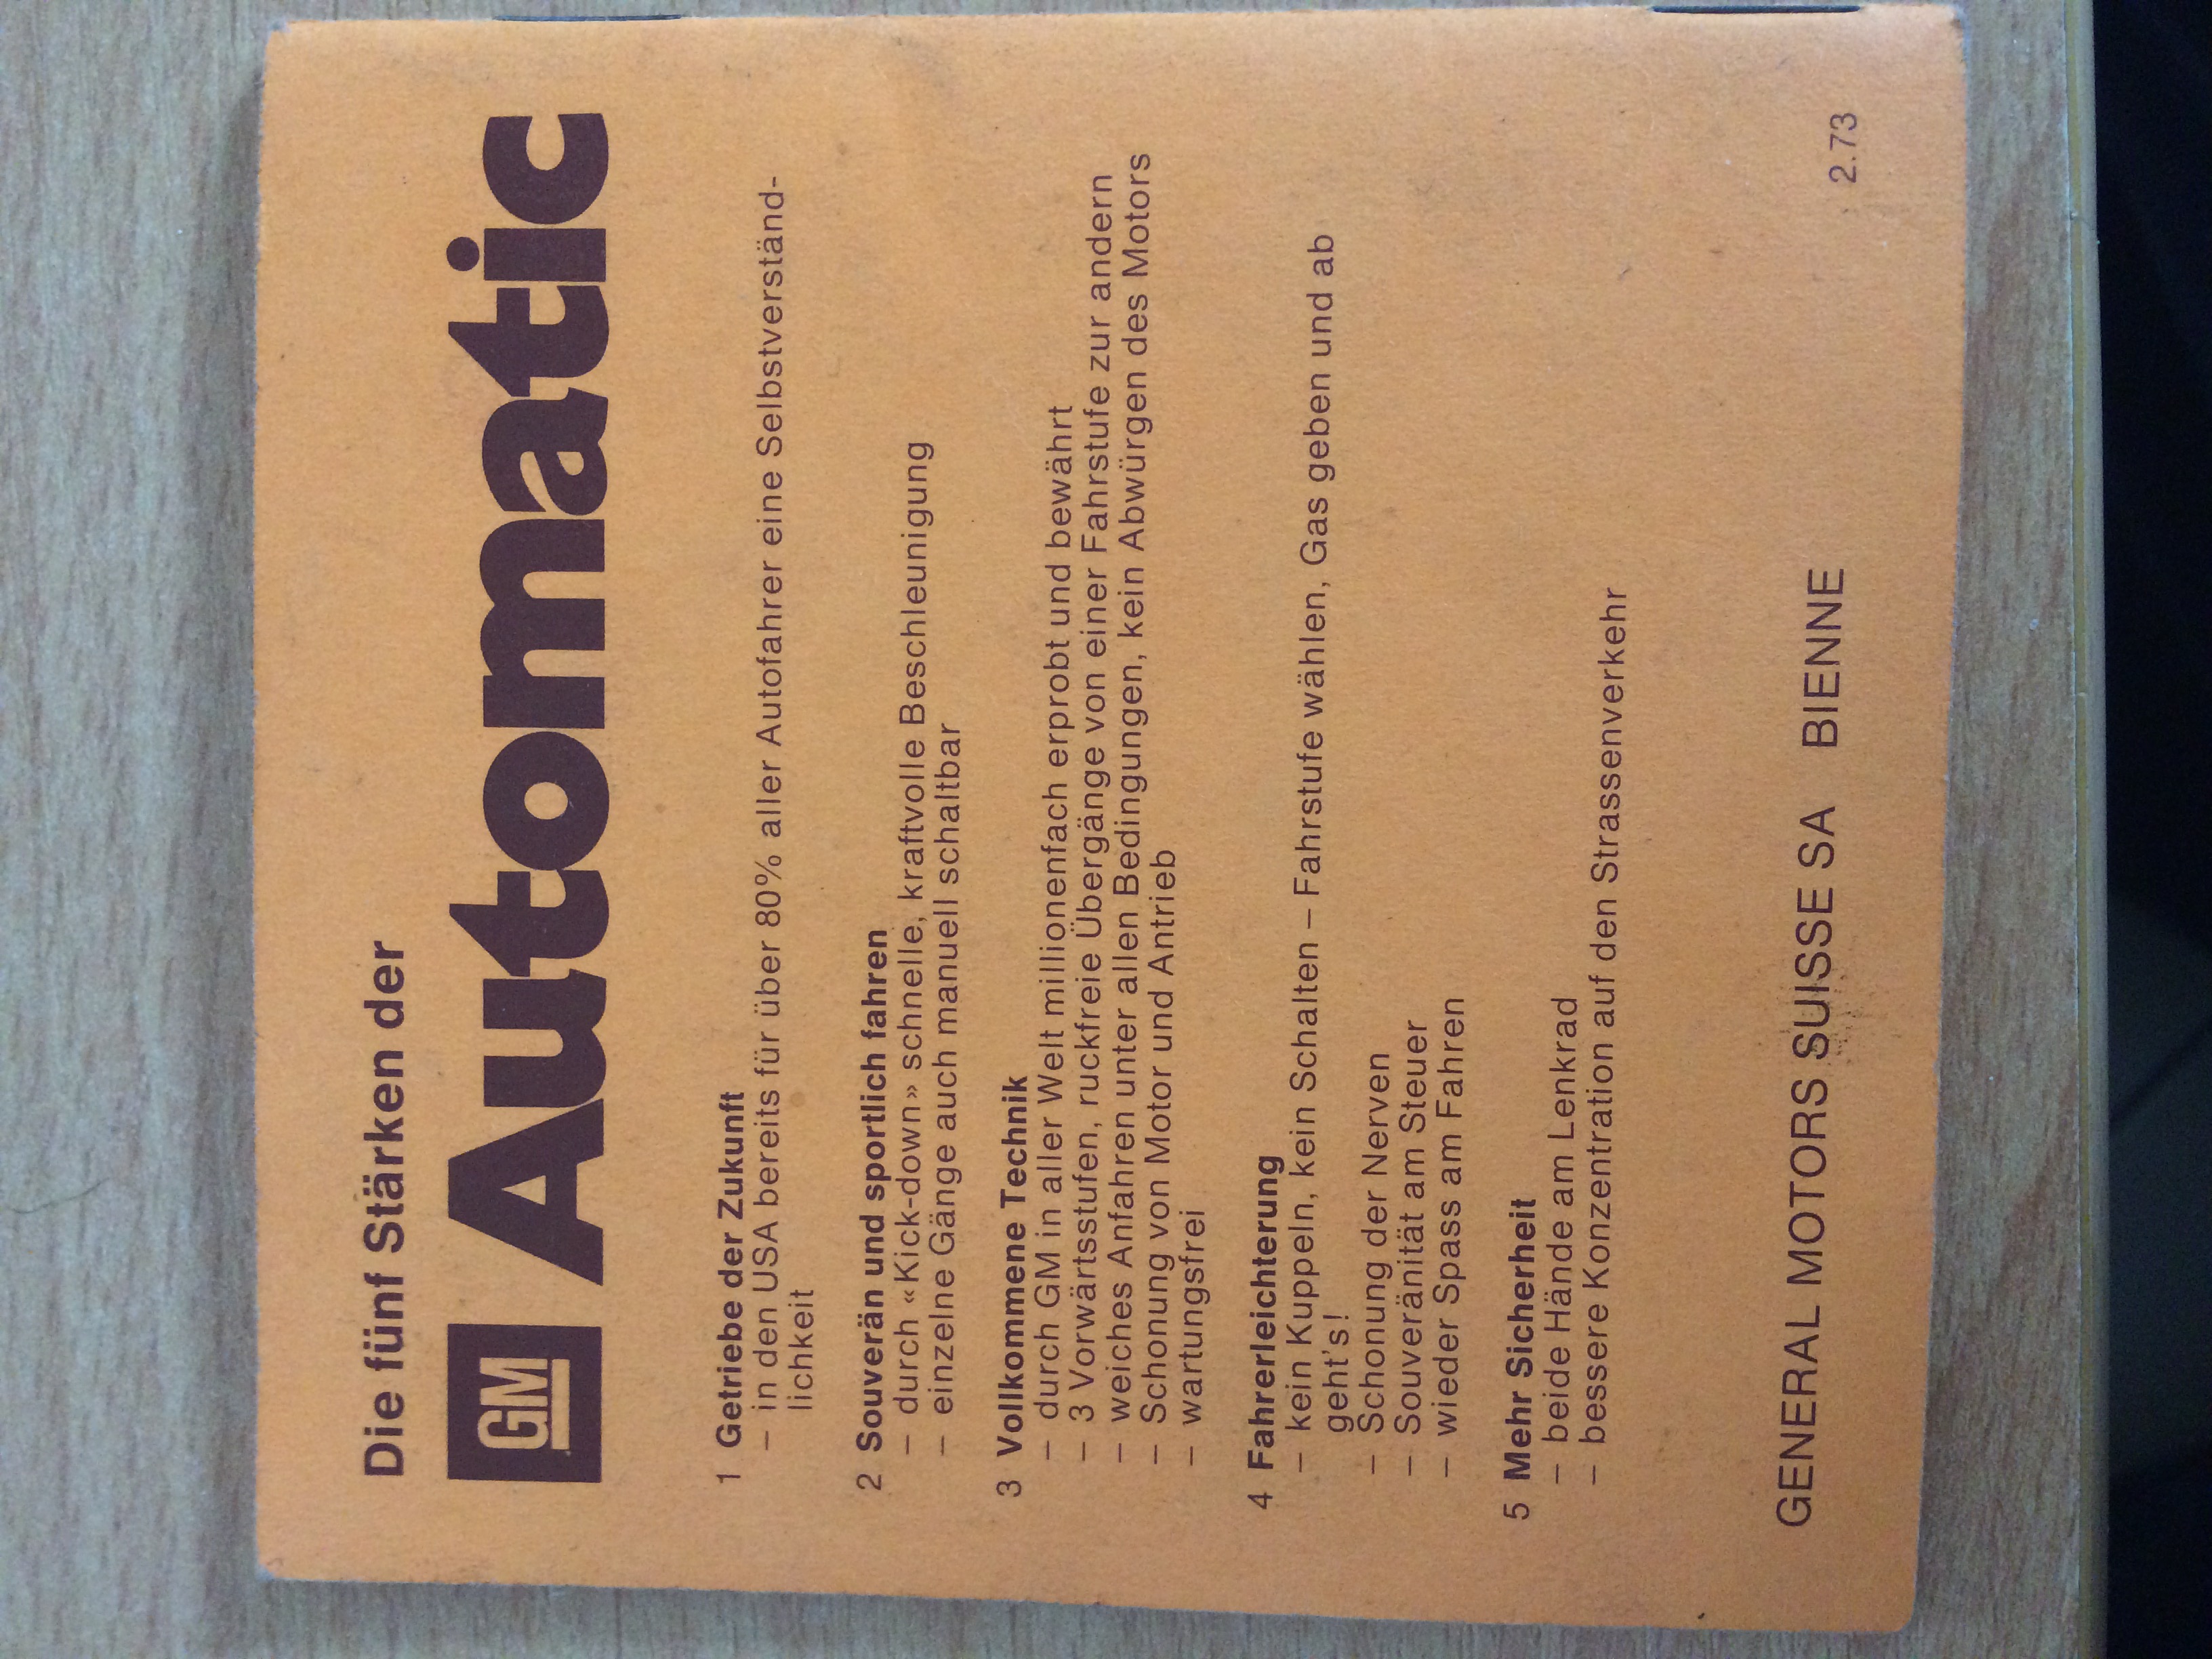 Die fünf Stärken der
GM Automatic
1 Getriebe der Zukunft
– in den USA bereits für über 80% aller Autofahrer eine Selbstverständ-
lichkeit
2 Souverän und sportlich fahren
– durch «Kick-down» schnelle, kraftvolle Beschleunigung
– einzelne Gänge auch manuell schaltbar
3 Vollkommene Technik
– durch GM in aller Welt millionenfach erprobt und bewährt
– 3 Vorwärtsstufen, ruckfreie Übergänge von einer Fahrstufe zur andern
– weiches Anfahren unter allen Bedingungen, kein Abwürgen des Motors
– Schonung von Motor und Antrieb
– wartungsfrei
4 Fahrerleichterung
– kein Kuppeln, kein Schalten – Fahrstufe wählen, Gas geben und ab
geht's!
– Schonung der Nerven
– Souveränität am Steuer
– wieder Spass am Fahren
5 Mehr Sicherheit
– beide Hände am Lenkrad
– bessere Konzentration auf den Strassenverkehr
GENERAL MOTORS SUISSE SA BIENNE
2.73